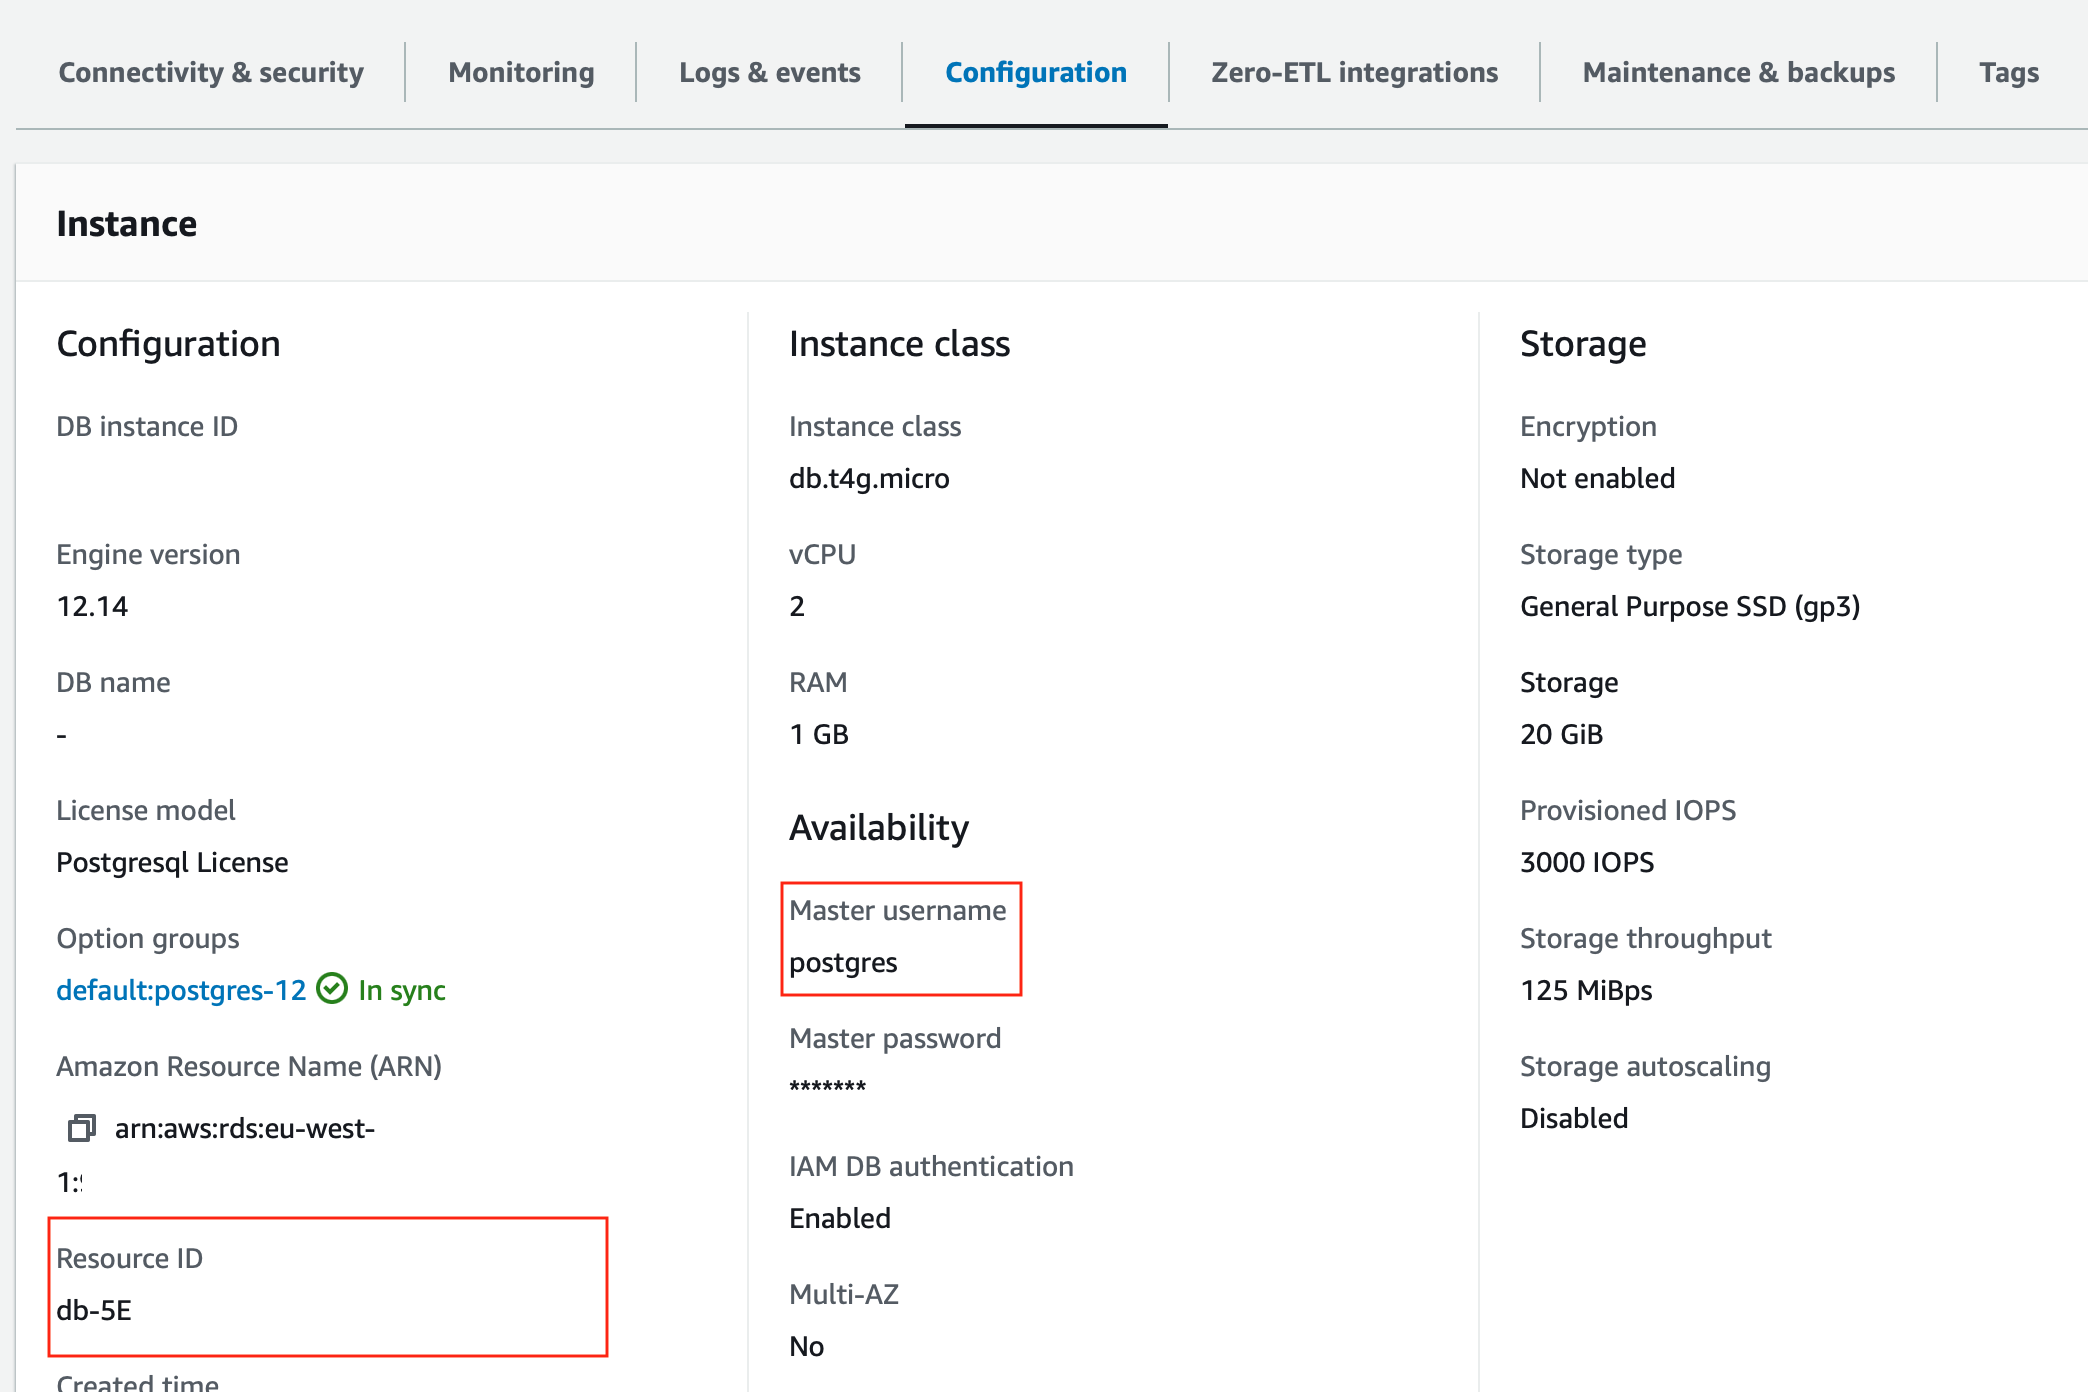 Connectivity & security
Monitoring
Logs & events
Configuration
Zero-ETL integrations
Maintenance & backups
Tags
Instance
Configuration
DB instance ID
Engine version
12.14
DB name
-
License model
Postgresql License
Option groups
default:postgres-12 In sync
Amazon Resource Name (ARN)
arn:aws:rds:eu-west-
1:
Resource ID
db-5E
Created time
Instance class
Instance class
db.t4g.micro
vCPU
2
RAM
1 GB
Availability
Master username
postgres
Master password
*******
IAM DB authentication
Enabled
Multi-AZ
No
Storage
Encryption
Not enabled
Storage type
General Purpose SSD (gp3)
Storage
20 GiB
Provisioned IOPS
3000 IOPS
Storage throughput
125 MiBps
Storage autoscaling
Disabled